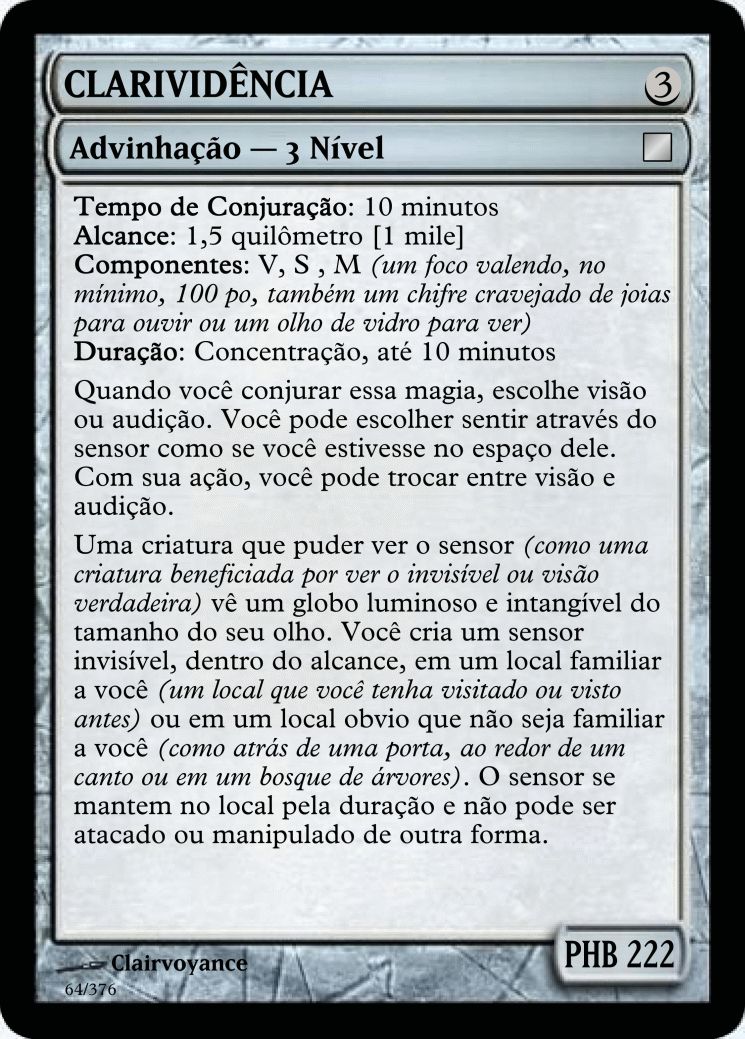 CLARIVIDÊNCIA
3
Advinhação — 3 Nível
Tempo de Conjuração: 10 minutos
Alcance: 1,5 quilômetro [1 mile]
Componentes: V, S , M (um foco valendo, no
mínimo, 100 po, também um chifre cravejado de joias
para ouvir ou um olho de vidro para ver)
Duração: Concentração, até 10 minutos
Quando você conjurar essa magia, escolhe visão
ou audição. Você pode escolher sentir através do
sensor como se você estivesse no espaço dele.
Com sua ação, você pode trocar entre visão e
audição.
Uma criatura que puder ver o sensor (como uma
criatura beneficiada por ver o invisível ou visão
verdadeira) vê um globo luminoso e intangível do
tamanho do seu olho. Você cria um sensor
invisível, dentro do alcance, em um local familiar
a você (um local que você tenha visitado ou visto
antes) ou em um local obvio que não seja familiar
a você (como atrás de uma porta, ao redor de um
canto ou em um bosque de árvores). O sensor se
mantem no local pela duração e não pode ser
atacado ou manipulado de outra forma.
PHB 222
Clairvoyance
64/376